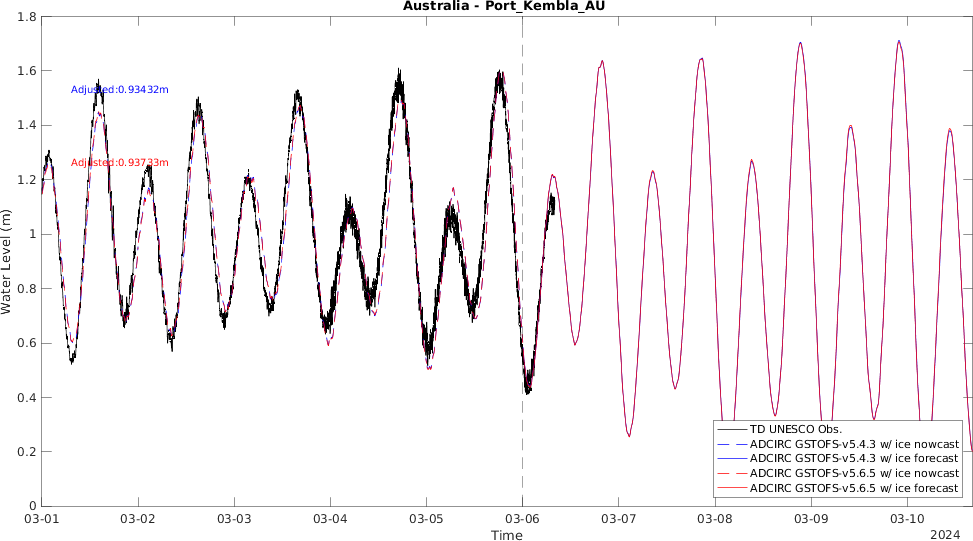 Australia - Port_Kembla_AU
1.8
1.6
1.4
1.2
1
0.8
0.6
0.4
0.2
0
Water Level (m)
Adjusted:0.93432m
Adjusted:0.93733m
TD UNESCO Obs.
ADCIRC GSTOFS-v5.4.3 w/ ice nowcast
ADCIRC GSTOFS-v5.4.3 w/ ice forecast
ADCIRC GSTOFS-v5.6.5 w/ ice nowcast
ADCIRC GSTOFS-v5.6.5 w/ ice forecast
03-01 03-02 03-03 03-04 03-05 03-06 03-07 03-08 03-09 03-10
Time
2024